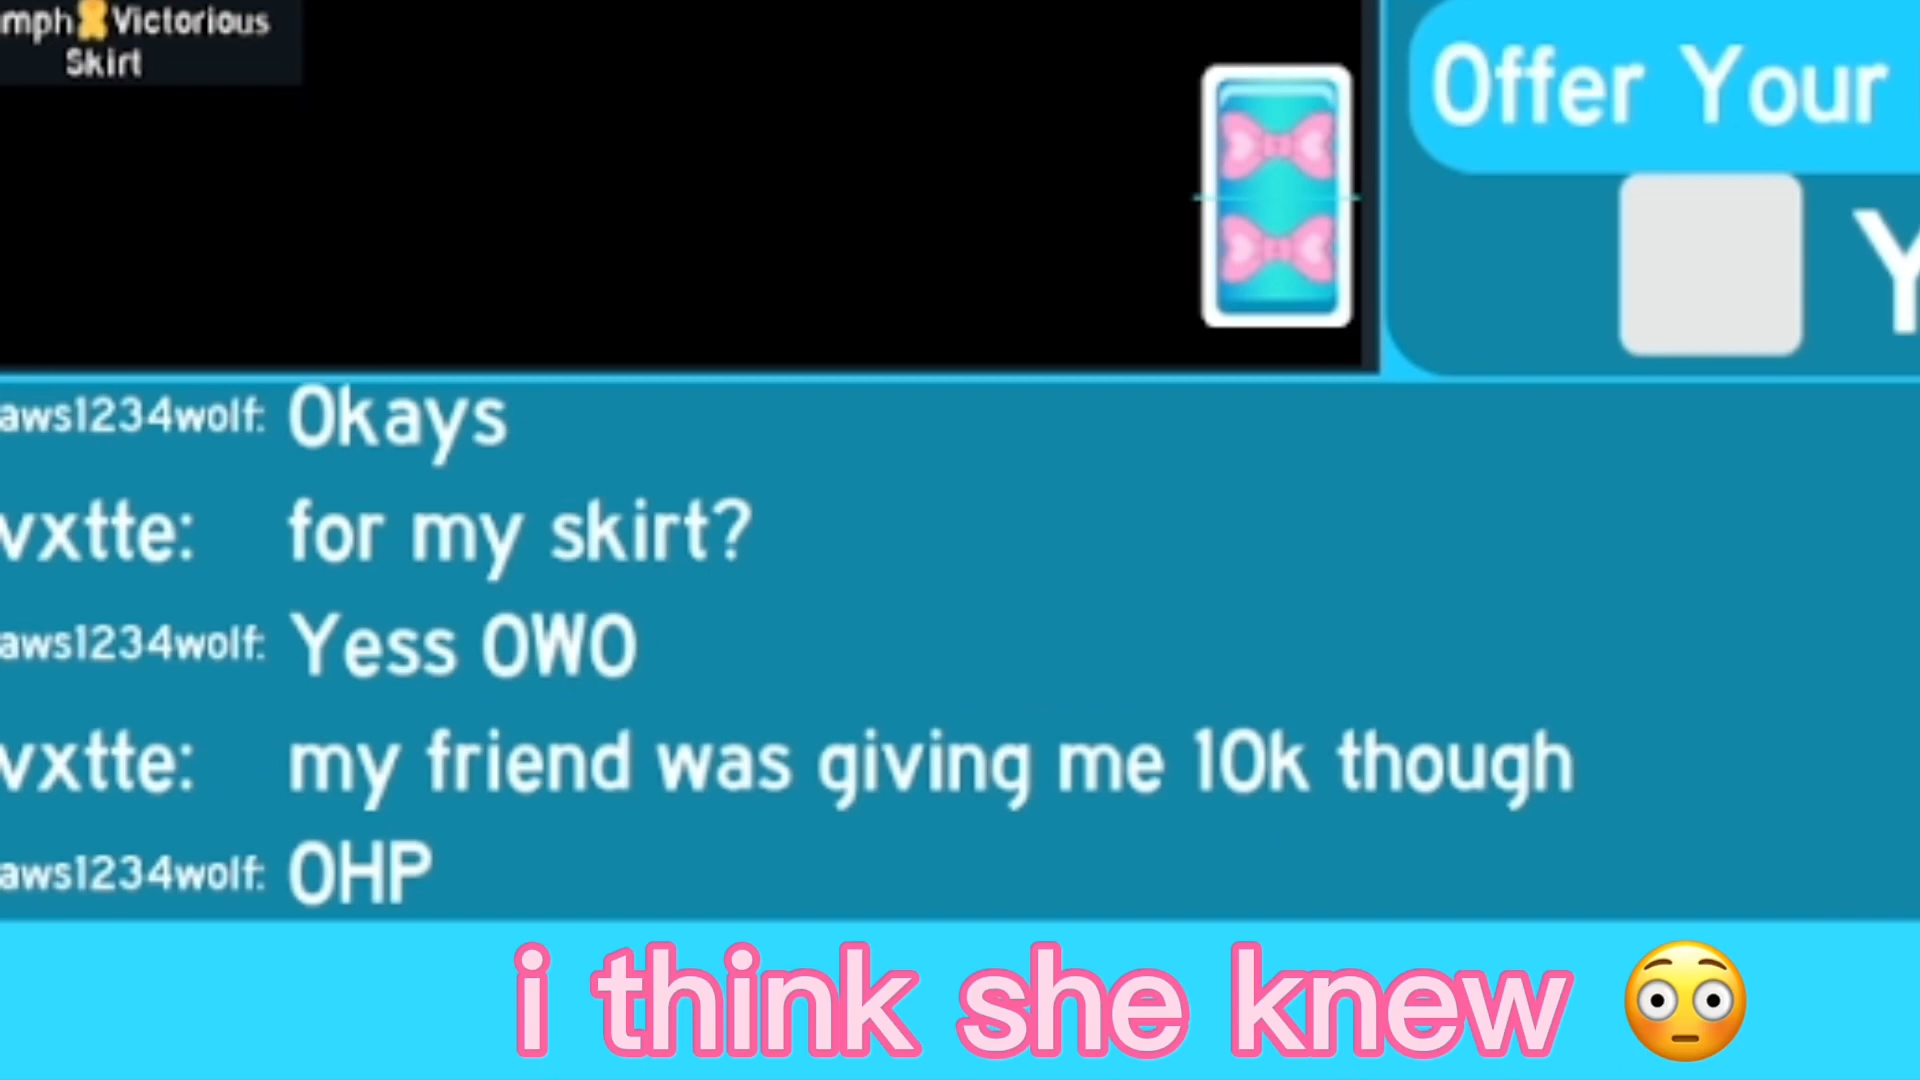 mph Victorious
Skirt
Offer Your
Y
aws1234wolf: Okays
vxtte: for my skirt?
aws1234wolf: Yess OWO
vxtte: my friend was giving me 10k though
aws1234wolf: OHP
i think she knew 😳